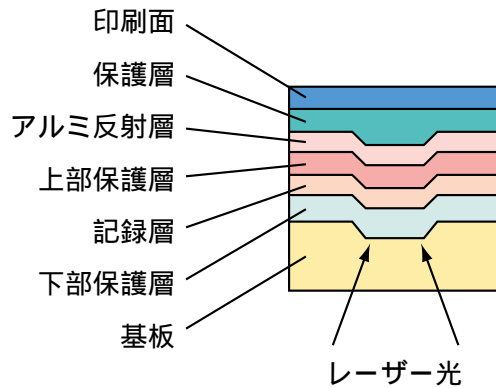 印刷面
保護層
アルミ反射層
上部保護層
記録層
下部保護層
基板
レーザー光